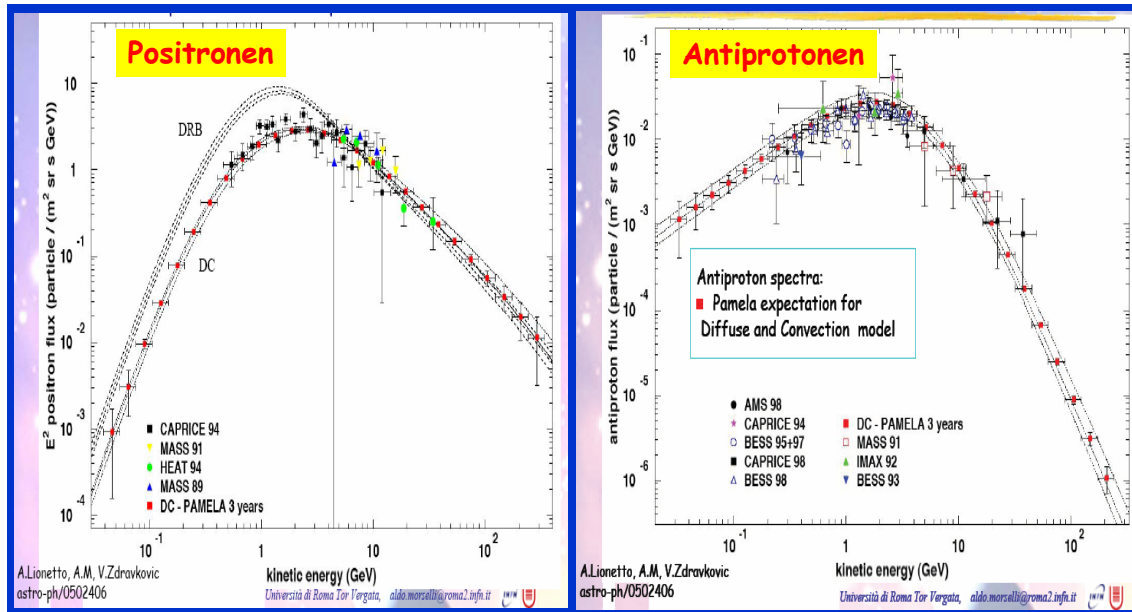 Positronen
E² positron flux (particle / (m² sr s GeV))
10
1
10⁻¹
10⁻²
10⁻³
10⁻⁴
DRB
DC
CAPRICE 94
MASS 91
HEAT 94
MASS 89
DC - PAMELA 3 years
10⁻¹
1
10
10²
kinetic energy (GeV)
A.Lionetto, A.M, V.Zdravkovic
astro-ph/0502406
Università di Roma Tor Vergata, aldo.morselli@roma2.infn.it
Antiprotonen
antiproton flux (particle / (m² sr s GeV))
10⁻¹
10⁻²
10⁻³
10⁻⁴
10⁻⁵
10⁻⁶
Antiproton spectra:
Pamela expectation for
Diffuse and Convection model
AMS 98
CAPRICE 94
BESS 95+97
CAPRICE 98
BESS 98
DC - PAMELA 3 years
MASS 91
IMAX 92
BESS 93
10⁻¹
1
10
10²
kinetic energy (GeV)
A.Lionetto, A.M, V.Zdravkovic
astro-ph/0502406
Università di Roma Tor Vergata, aldo.morselli@roma2.infn.it